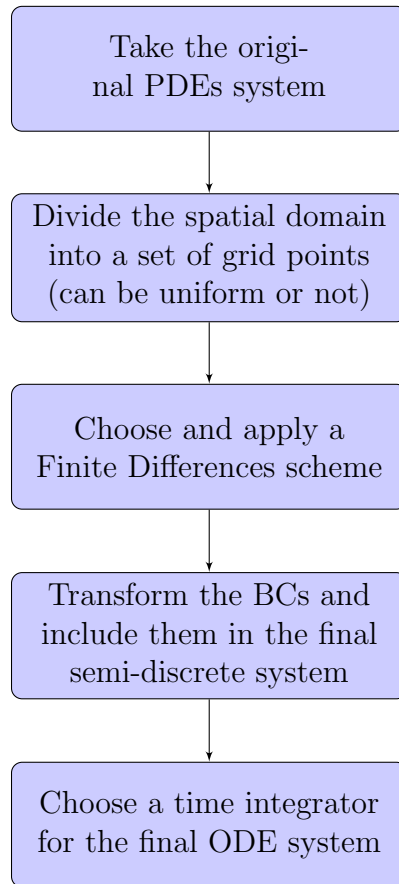 Take the origi-
nal PDEs system
Divide the spatial domain
into a set of grid points
(can be uniform or not)
Choose and apply a
Finite Differences scheme
Transform the BCs and
include them in the final
semi-discrete system
Choose a time integrator
for the final ODE system